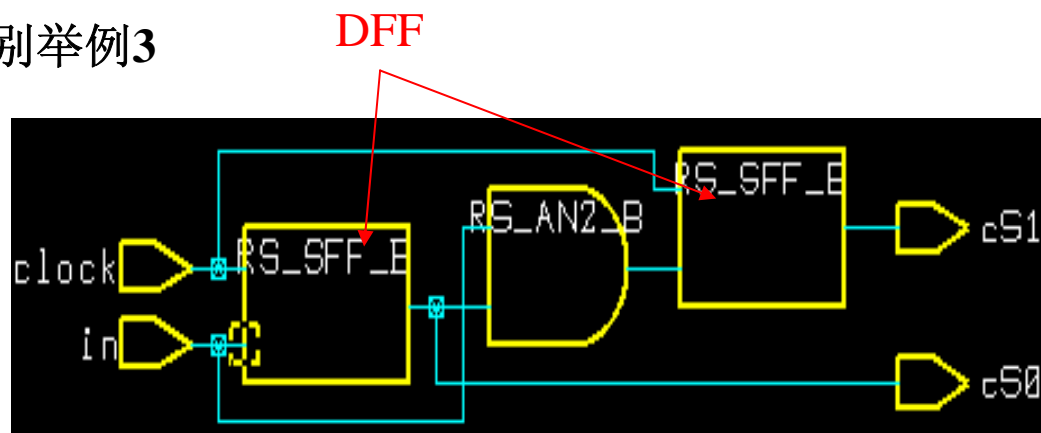 别举例3
DFF
RS_SFF_B
RS_AN2_B
cS1
clock
RS_SFF_B
in
cS0